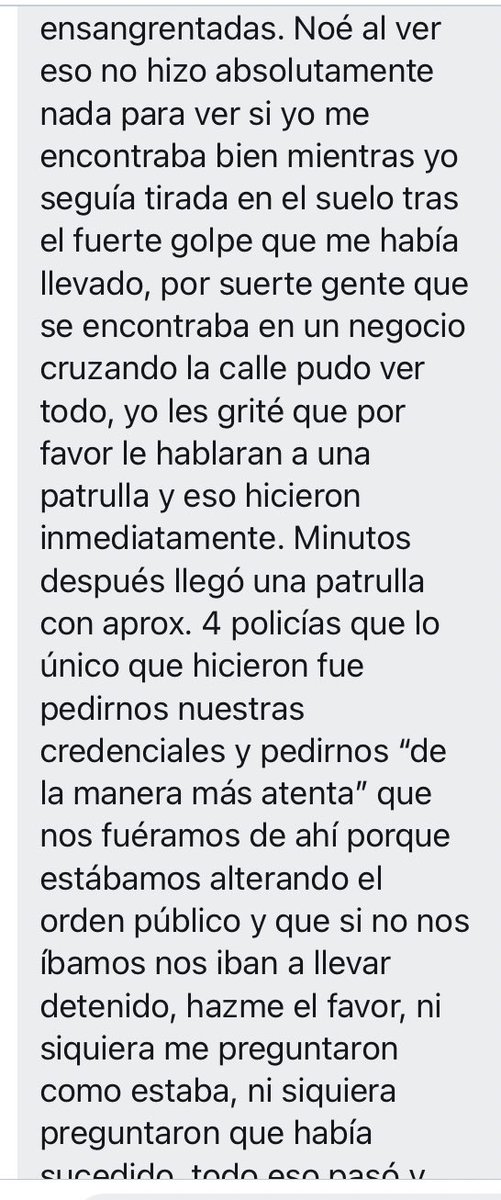 ensangrentadas. Noé al ver
eso no hizo absolutamente
nada para ver si yo me
encontraba bien mientras yo
seguía tirada en el suelo tras
el fuerte golpe que me había
llevado, por suerte gente que
se encontraba en un negocio
cruzando la calle pudo ver
todo, yo les grité que por
favor le hablaran a una
patrulla y eso hicieron
inmediatamente. Minutos
después llegó una patrulla
con aprox. 4 policías que lo
único que hicieron fue
pedirnos nuestras
credenciales y pedirnos “de
la manera más atenta” que
nos fuéramos de ahí porque
estábamos alterando el
orden público y que si no nos
íbamos nos iban a llevar
detenido, hazme el favor, ni
siquiera me preguntaron
como estaba, ni siquiera
preguntaron que había
sucedido, todo eso pasó y